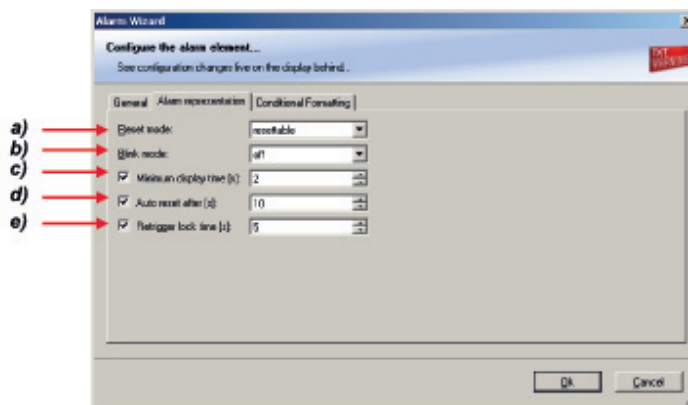 Alarm Wizard
Configure the alarm element...
See configuration changes live on the display behind...
TXT
WARNING
General Alarm representation Conditional Formatting
a) Reset mode: resettable
b) Blink mode: off
c) Minimum display time [s]: 2
d) Auto reset after [s]: 10
e) Retrigger lock time [s]: 5
Ok Cancel